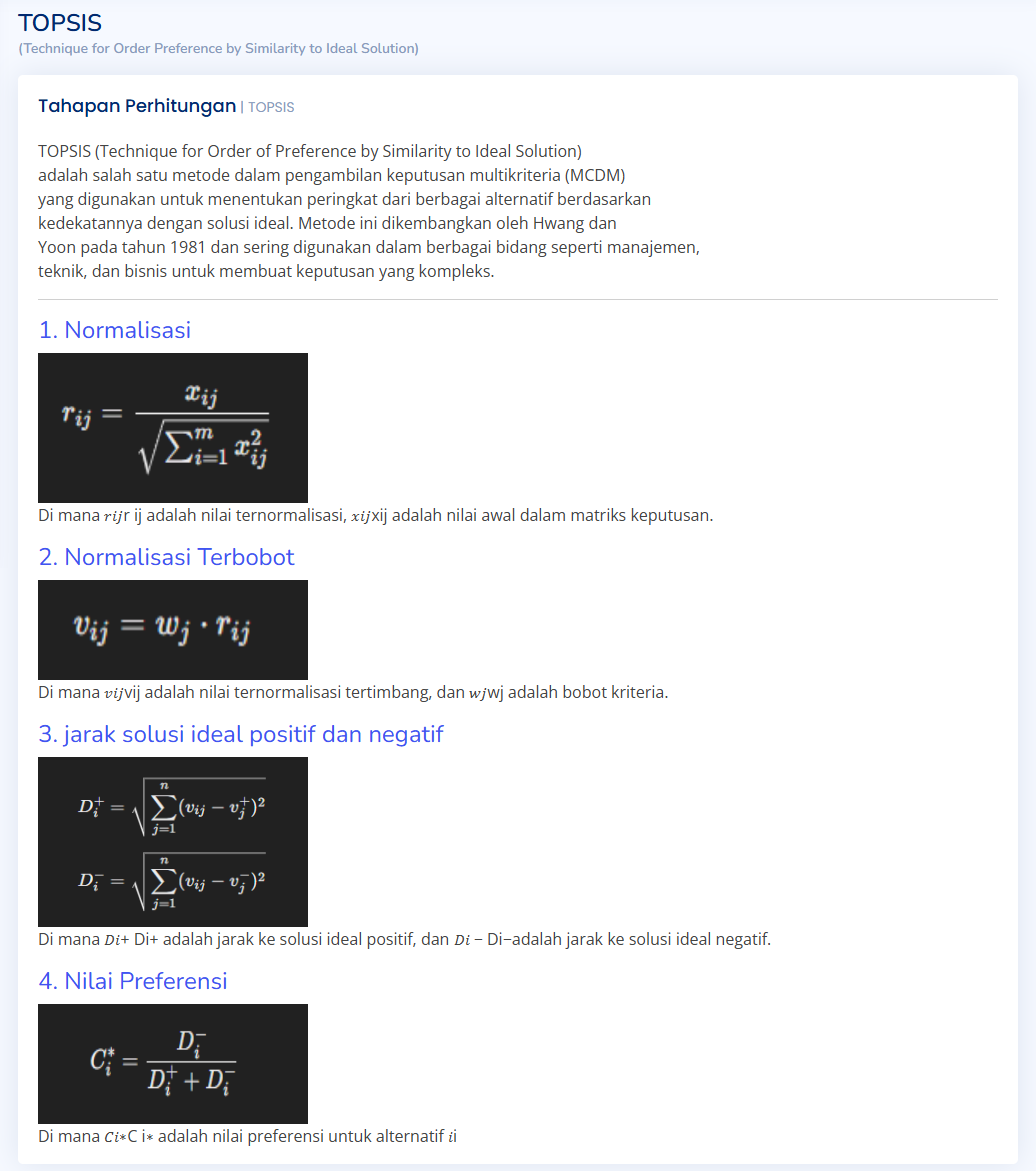 TOPSIS
(Technique for Order Preference by Similarity to Ideal Solution)
Tahapan Perhitungan | TOPSIS
TOPSIS (Technique for Order of Preference by Similarity to Ideal Solution)
adalah salah satu metode dalam pengambilan keputusan multikriteria (MCDM)
yang digunakan untuk menentukan peringkat dari berbagai alternatif berdasarkan
kedekatannya dengan solusi ideal. Metode ini dikembangkan oleh Hwang dan
Yoon pada tahun 1981 dan sering digunakan dalam berbagai bidang seperti manajemen,
teknik, dan bisnis untuk membuat keputusan yang kompleks.
1. Normalisasi
r_{ij} = \frac{x_{ij}}{\sqrt{\sum_{i=1}^{m} x_{ij}^{2}}}
Di mana 𝑟𝑖𝑗r ij adalah nilai ternormalisasi, 𝑥𝑖𝑗xij adalah nilai awal dalam matriks keputusan.
2. Normalisasi Terbobot
v_{ij} = w_j · r_{ij}
Di mana 𝑣𝑖𝑗vij adalah nilai ternormalisasi tertimbang, dan 𝑤𝑗wj adalah bobot kriteria.
3. jarak solusi ideal positif dan negatif
D_i^+ = \sqrt{\sum_{j=1}^{n} (v_{ij} − v_j^+)^2}
D_i^- = \sqrt{\sum_{j=1}^{n} (v_{ij} − v_j^-)^2}
Di mana 𝐷𝑖+ Di+ adalah jarak ke solusi ideal positif, dan 𝐷𝑖 − Di−adalah jarak ke solusi ideal negatif.
4. Nilai Preferensi
C_i^* = \frac{D_i^-}{D_i^+ + D_i^-}
Di mana 𝐶𝑖∗C i∗ adalah nilai preferensi untuk alternatif 𝑖i